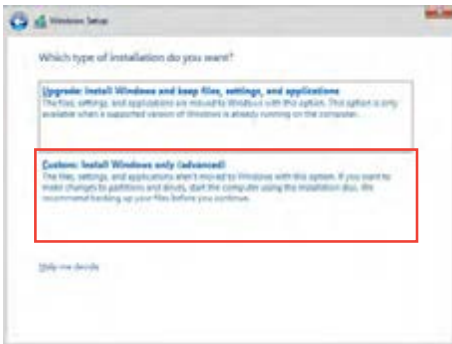 Windows Setup
Which type of installation do you want?
Upgrade: Install Windows and keep files, settings, and applications
The files, settings, and applications are moved to Windows with this option. This option is only
available when a supported version of Windows is already running on the computer.
Custom: Install Windows only (advanced)
The files, settings, and applications aren't moved to Windows with this option. If you want to
make changes to partitions and drives, start the computer using the installation disc. We
recommend backing up your files before you continue.
Help me decide